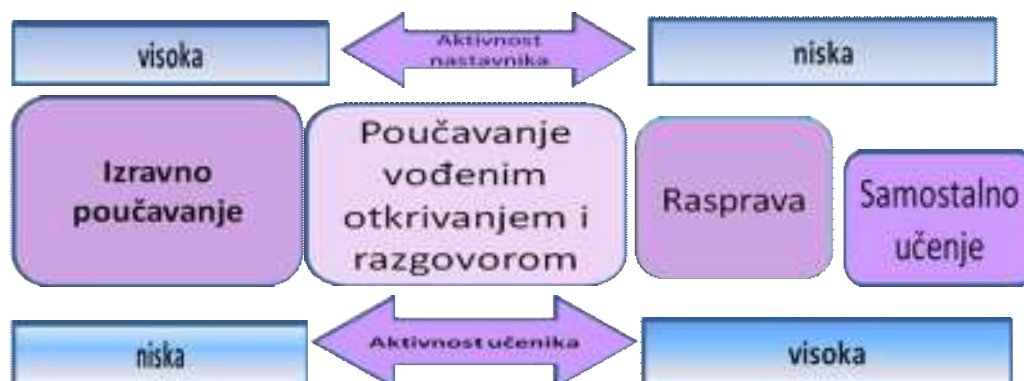 visoka
Aktivnost
nastavnika
niska
Izravno
poučavanje
Poučavanje
vođenim
otkrivanjem i
razgovorom
Rasprava
Samostalno
učenje
niska
Aktivnost učenika
visoka